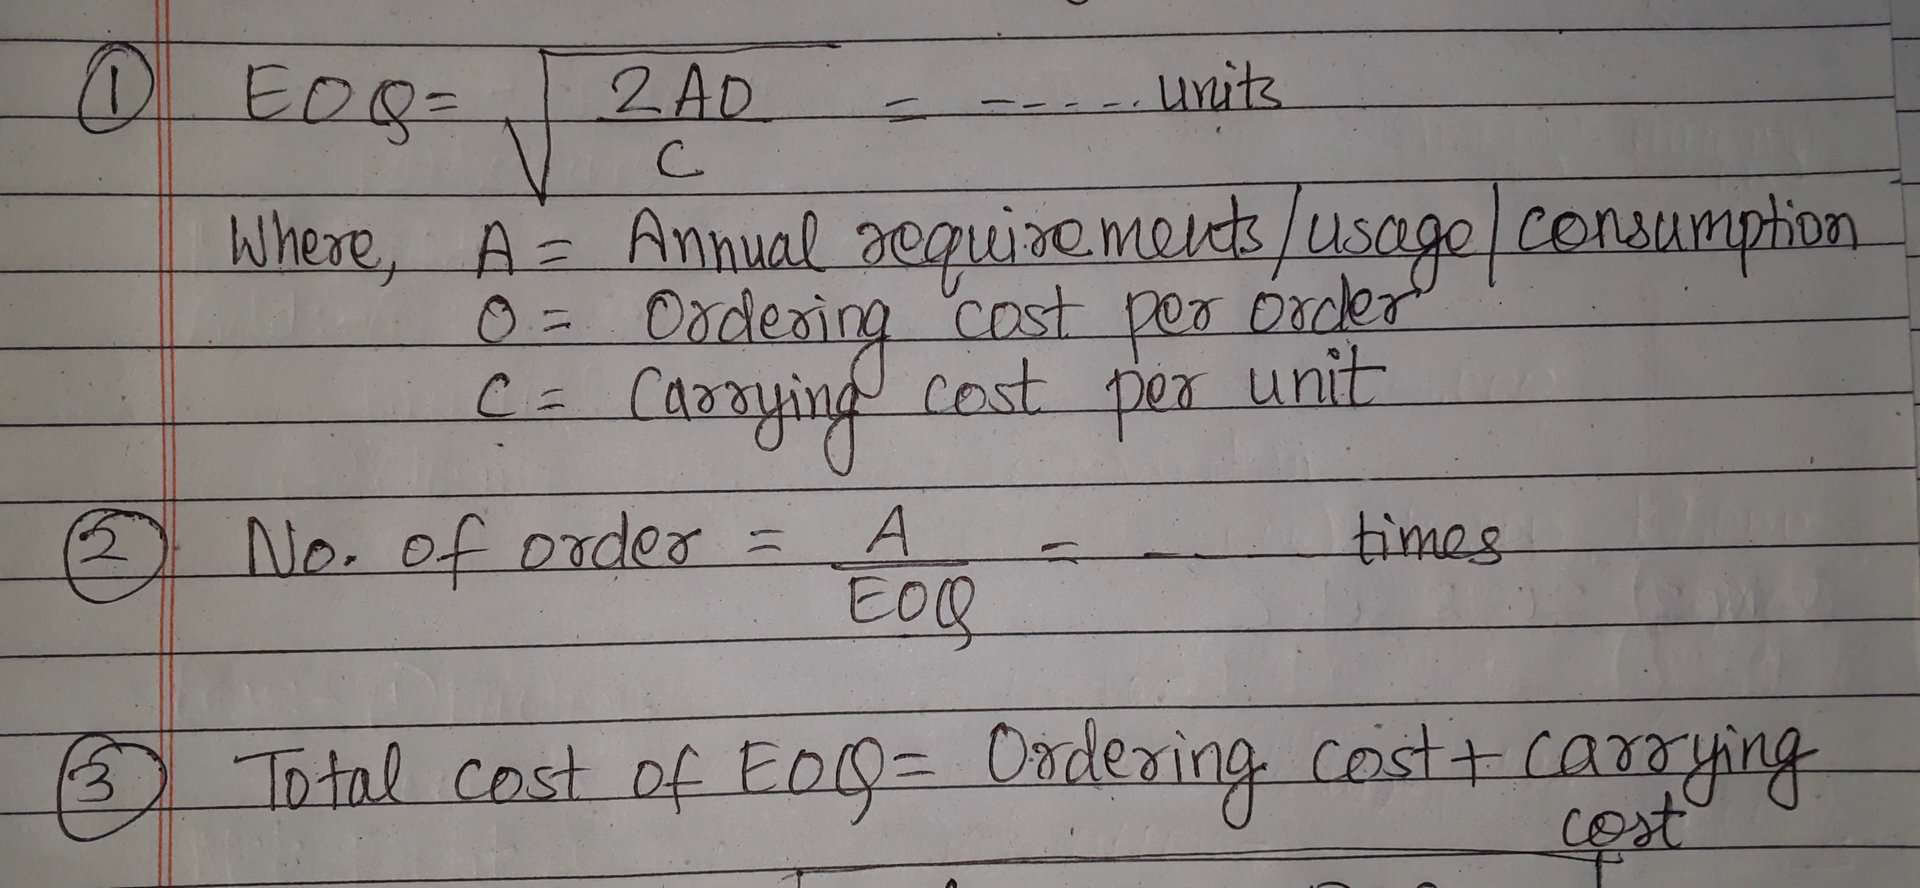 ① EOQ = √ 2AO = ----- units
C
Where, A = Annual requirements/usage/consumption
O = Ordering cost per order
C = Carrying cost per unit
② No. of order = A = ---- times
EOQ
③ Total cost of EOQ = Ordering cost + carrying
cost